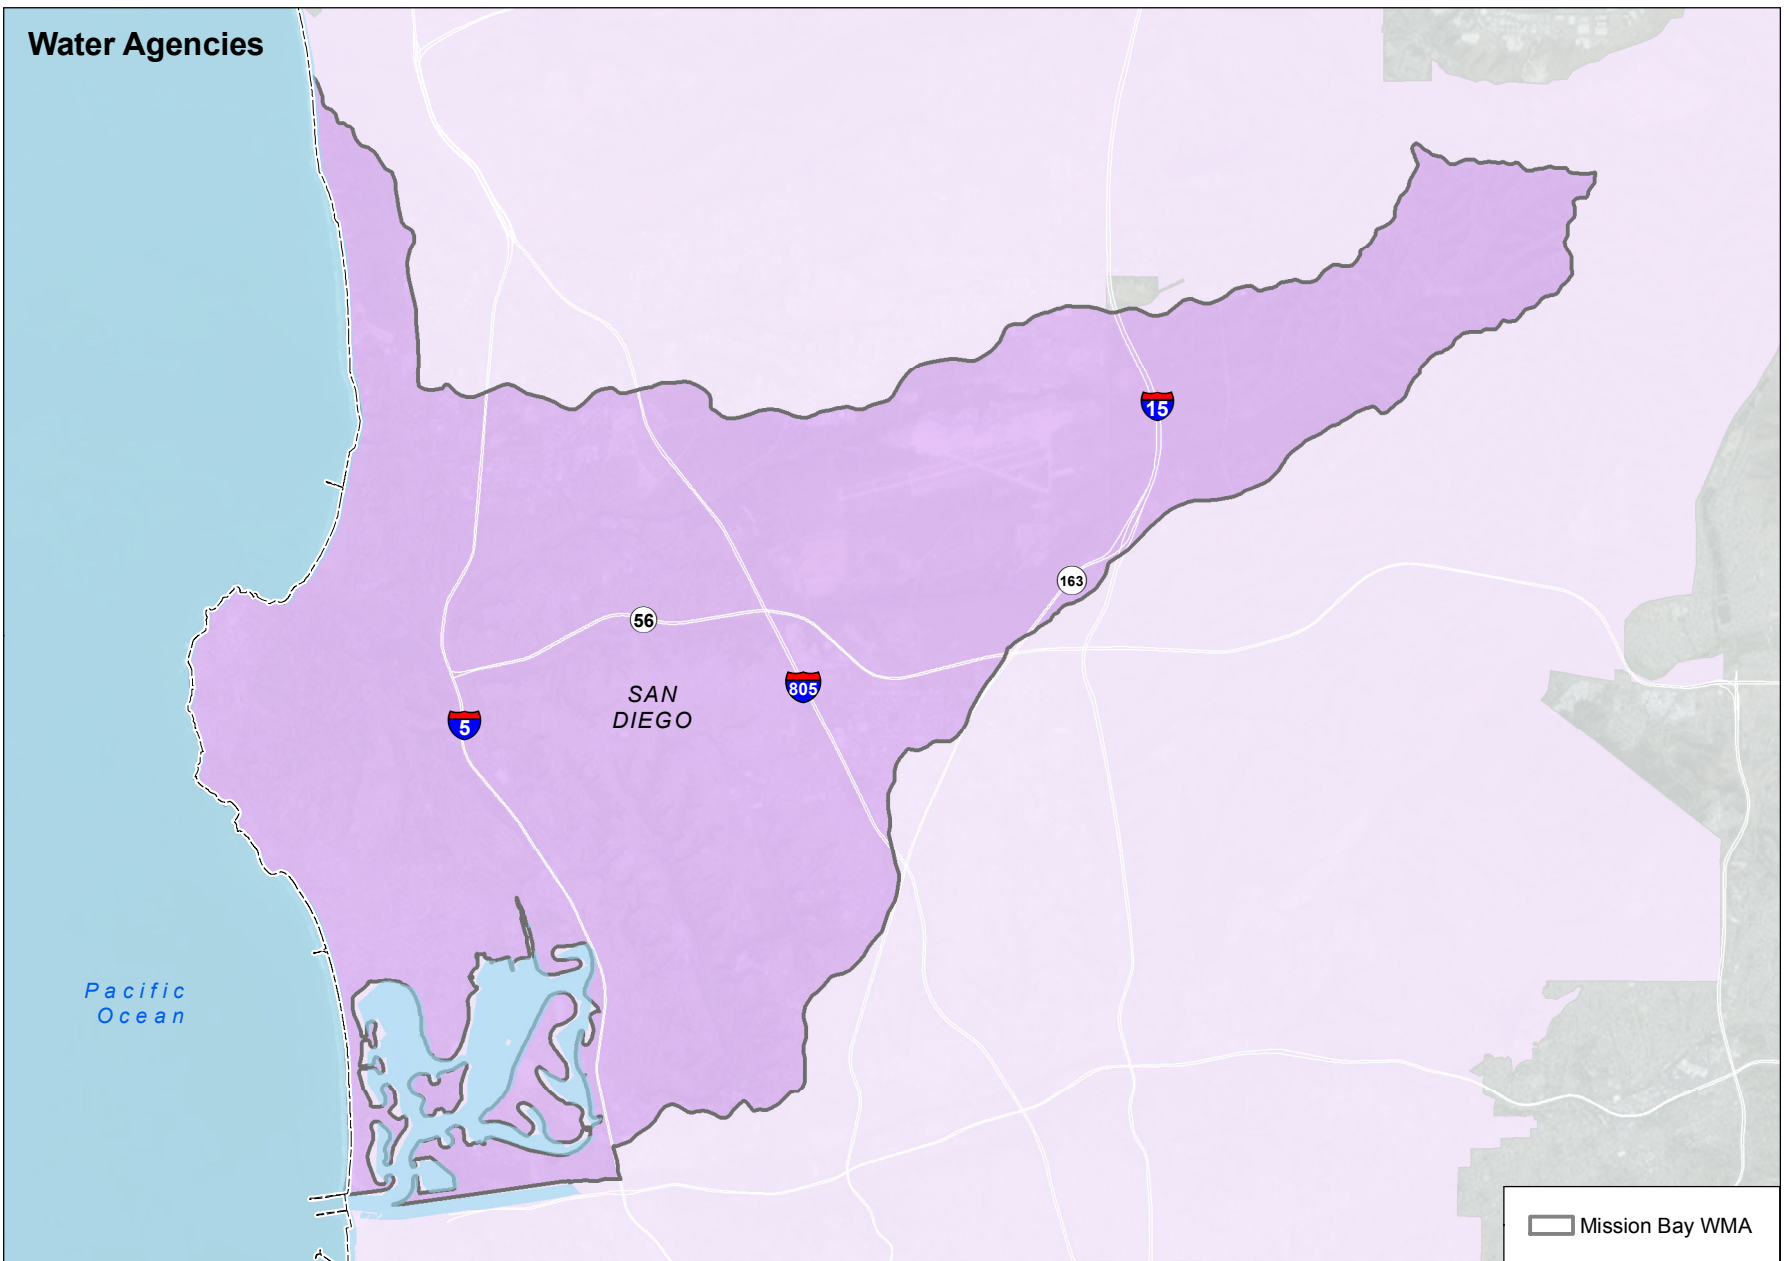 Water Agencies
15
163
56
SAN
DIEGO
805
5
Pacific
Ocean
Mission Bay WMA